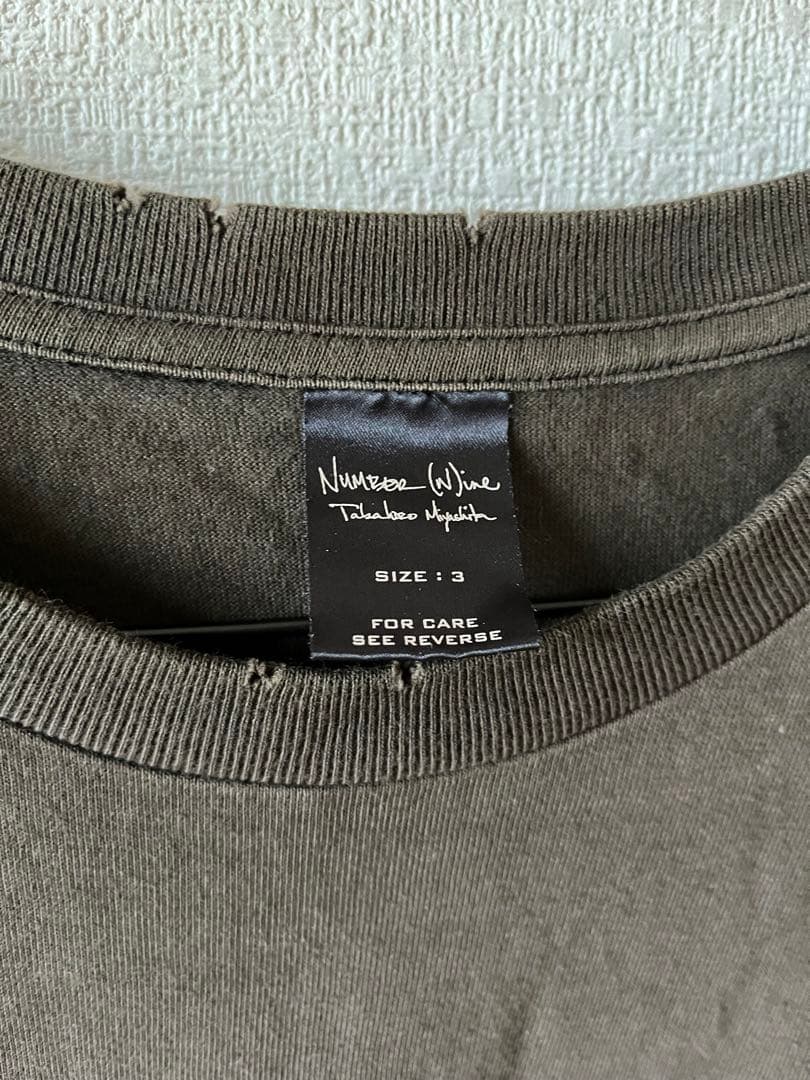 NUMBER (N)ine
Takahiro Miyashita
SIZE : 3
FOR CARE
SEE REVERSE